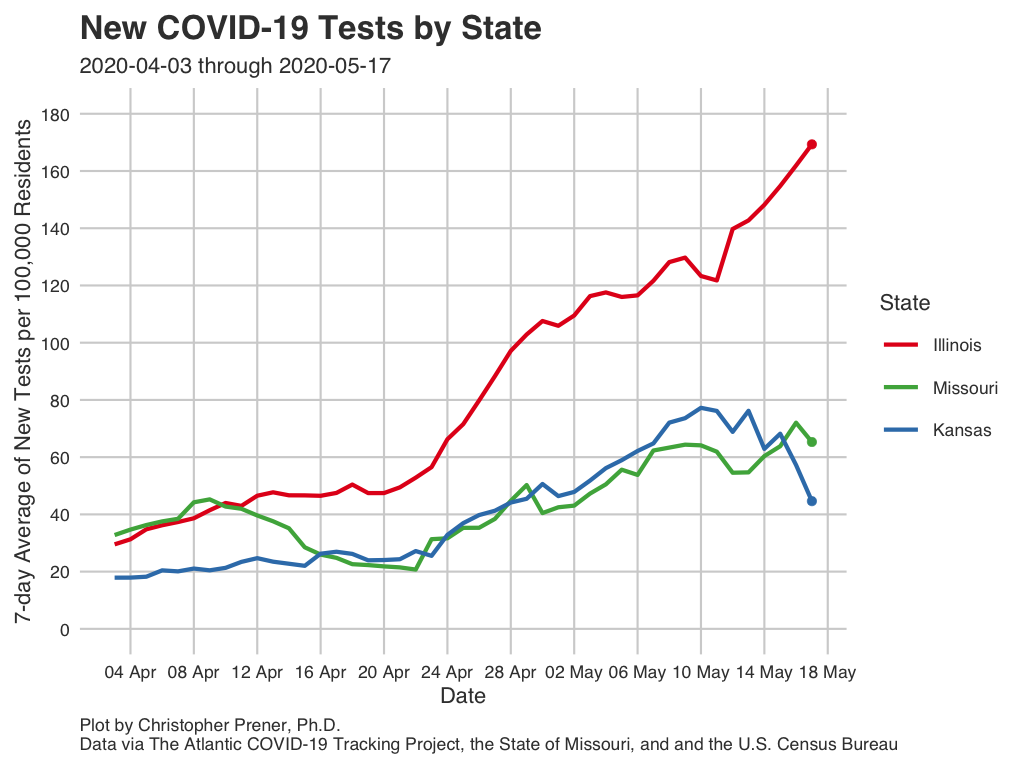 New COVID-19 Tests by State
2020-04-03 through 2020-05-17
7-day Average of New Tests per 100,000 Residents
180
160
140
120
100
80
60
40
20
0
04 Apr 08 Apr 12 Apr 16 Apr 20 Apr 24 Apr 28 Apr 02 May 06 May 10 May 14 May 18 May
Date
State
Illinois
Missouri
Kansas
Plot by Christopher Prener, Ph.D.
Data via The Atlantic COVID-19 Tracking Project, the State of Missouri, and and the U.S. Census Bureau